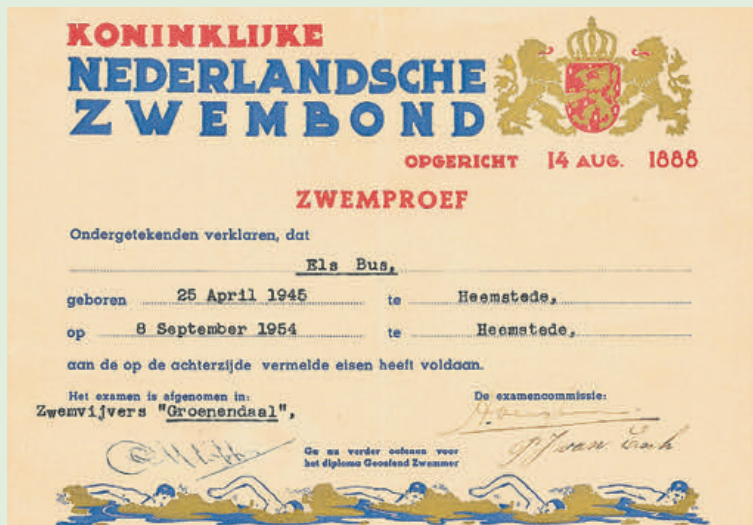 KONINKLIJKE
NEDERLANDSCHE
ZWEMBOND
OPGERICHT 14 AUG. 1888
ZWEMPROEF
Ondergetekenden verklaren, dat
Els Bus,
geboren 25 April 1945 te Heemstede,
op 8 September 1954 te Heemstede,
aan de op de achterzijde vermelde eisen heeft voldaan.
Het examen is afgenomen in: De examencommissie:
Zwemvijvers "Groenendaal",
Ga nu verder oefenen voor
het diploma Geoefend Zwemmer